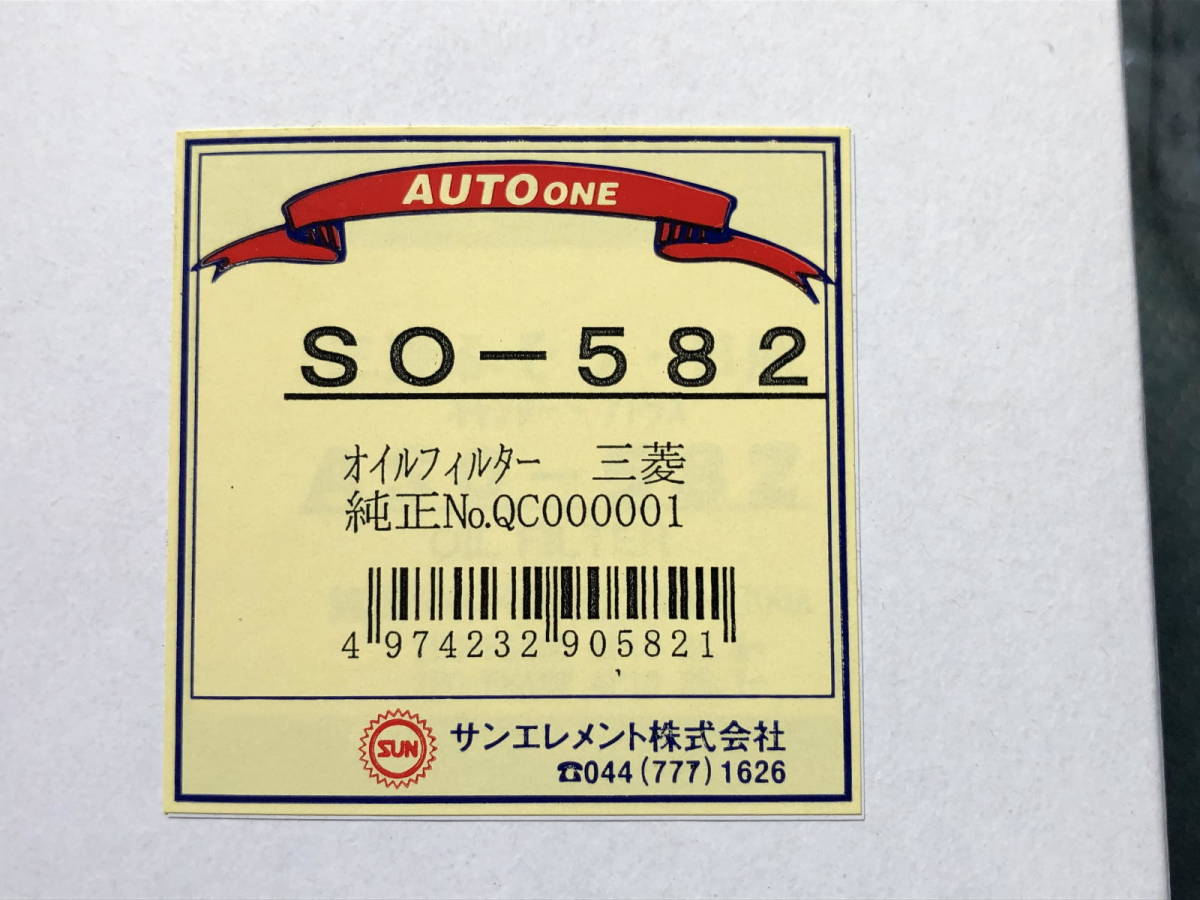 AUTO ONE
SO-582
オイルフィルター 三菱
純正No.QC000001
4 974232 905821
SUN サンエレメント株式会社
☎044(777)1626